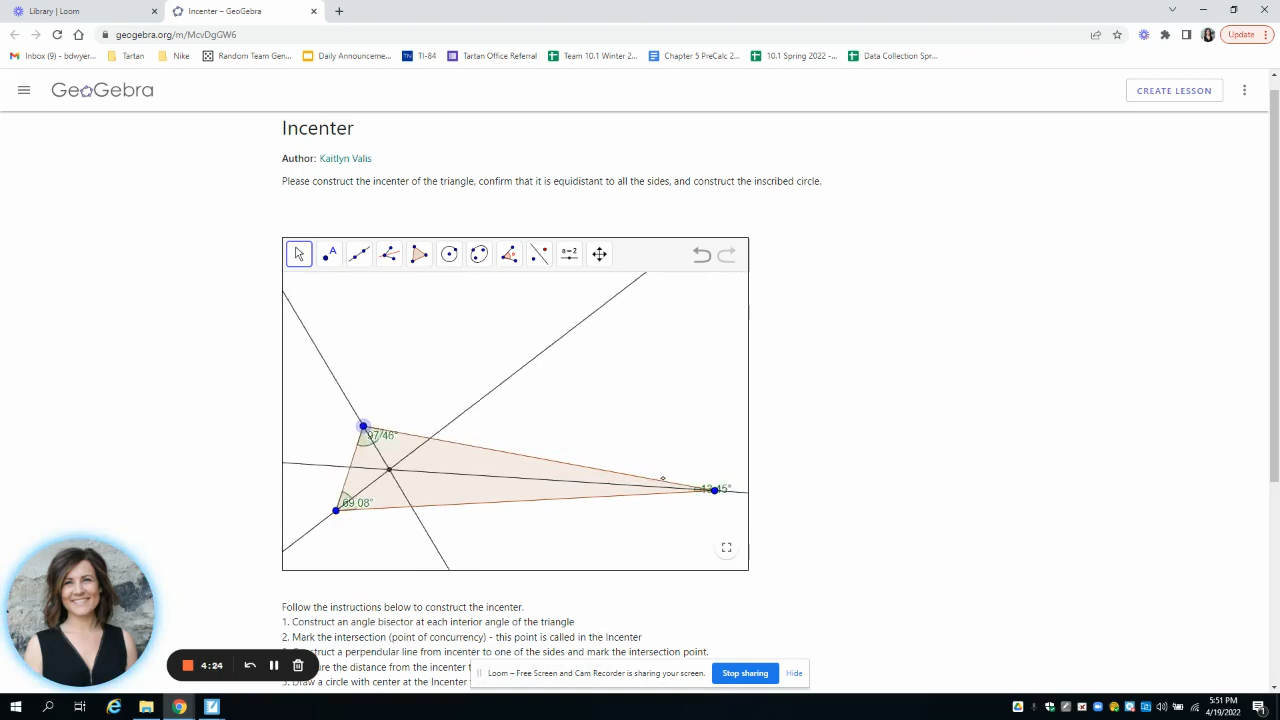 Library | Loom
Incenter – GeoGebra
geogebra.org/m/McvDgGW6
Update
Inbox (99+) - bdwyer...
Tartan
Nike
Random Team Gen...
Daily Announceme...
TI-84
Tartan Office Referral
Team 10.1 Winter 2...
Chapter 5 PreCalc 2...
10.1 Spring 2022 -...
Data Collection Spr...
GeoGebra
CREATE LESSON
Incenter
Author: Kaitlyn Valis
Please construct the incenter of the triangle, confirm that it is equidistant to all the sides, and construct the inscribed circle.
A
a=2
97.46°
69.08°
13.45°
Follow the instructions below to construct the incenter.
1. Construct an angle bisector at each interior angle of the triangle
2. Mark the intersection (point of concurrency) - this point is called in the Incenter
struct a perpendicular line from incenter to one of the sides and mark the intersection point.
4:24
ure the distance from the incenter t
Loom – Free Screen and Cam Recorder is sharing your screen.
Stop sharing
Hide
Draw a circle with center at the Incenter
5:51 PM
4/19/2022